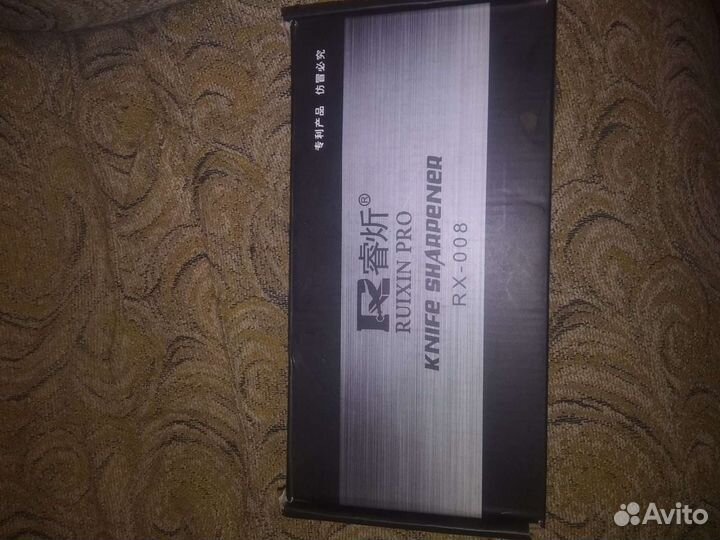 专利产品 仿冒必究
睿炘®
RUIXIN PRO
KNIFE SHARPENER
RX-008
Avito